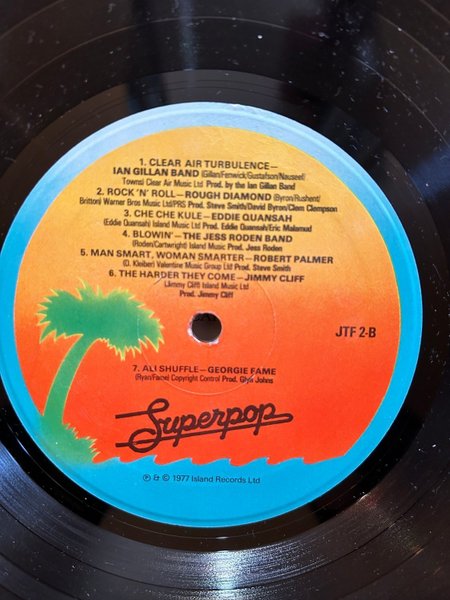 1. CLEAR AIR TURBULENCE—
IAN GILLAN BAND (Gillan/Fenwick/Gustafson/Nauseef)
Towns) Clear Air Music Ltd Prod. by the Ian Gillan Band
2. ROCK 'N' ROLL—ROUGH DIAMOND (Byron/Rushent/
Britton) Warner Bros Music Ltd/PRS Prod. Steve Smith/David Byron/Clem Clempson
3. CHE CHE KULE—EDDIE QUANSAH
(Eddie Quansah) Island Music Ltd. Prod. Eddie Quansah/Eric Malamud
4. BLOWIN'—THE JESS RODEN BAND
(Roden/Cartwright) Island Music Prod. Jess Roden
5. MAN SMART, WOMAN SMARTER—ROBERT PALMER
(D. Kleiber) Valentine Music Group Ltd Prod. Steve Smith
6. THE HARDER THEY COME—JIMMY CLIFF
(Jimmy Cliff) Island Music Ltd
Prod. Jimmy Cliff
JTF 2-B
7. ALI SHUFFLE—GEORGIE FAME
(Ryan/Fame) Copyright Control Prod. Glyn Johns
Superpop
℗ & © 1977 Island Records Ltd